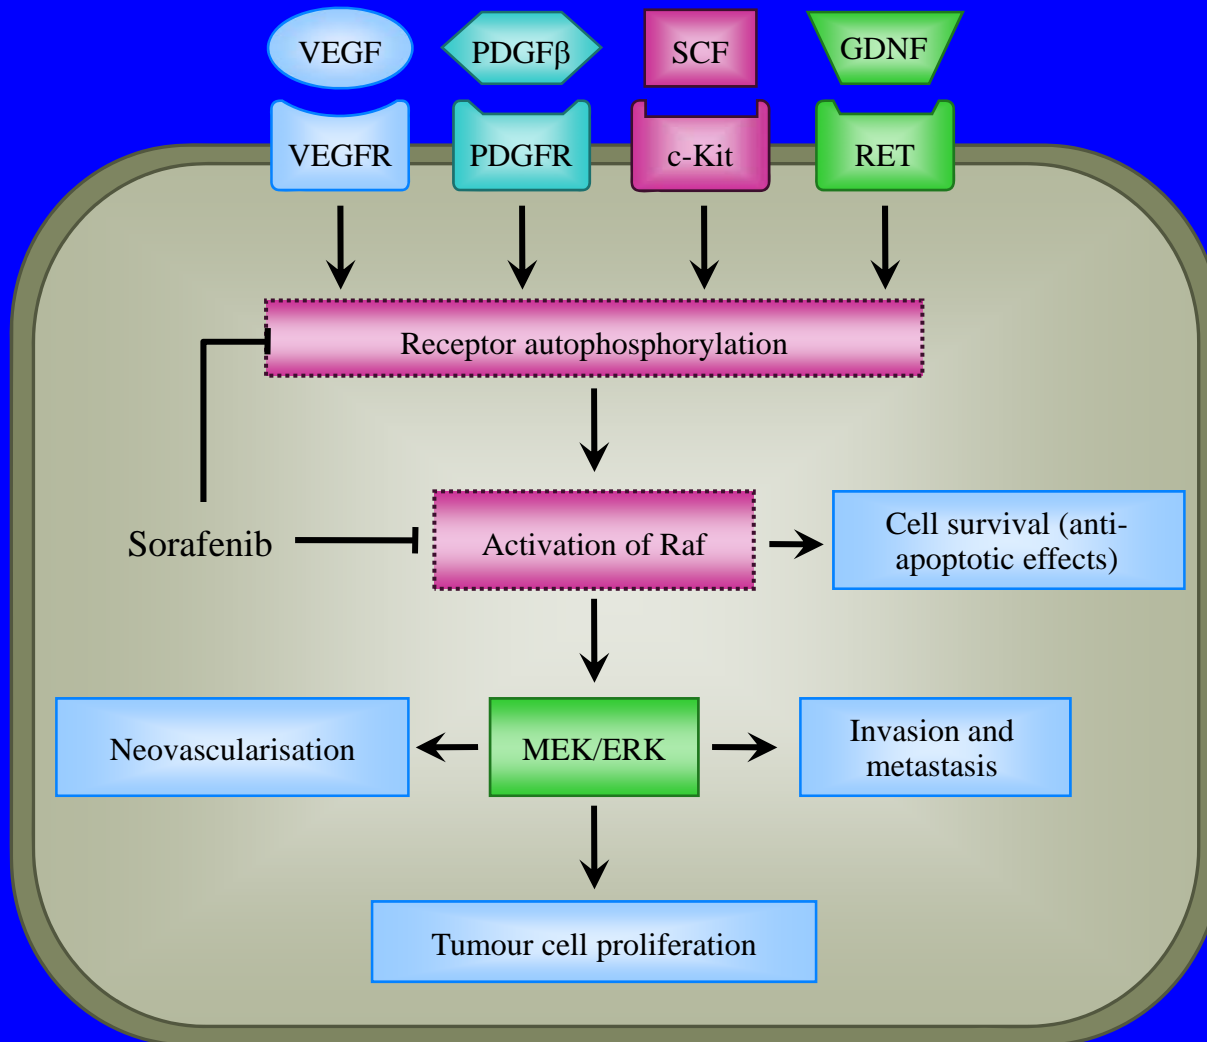 VEGF
PDGFβ
SCF
GDNF
VEGFR
PDGFR
c-Kit
RET
Receptor autophosphorylation
Sorafenib
Activation of Raf
Cell survival (anti-
apoptotic effects)
Neovascularisation
MEK/ERK
Invasion and
metastasis
Tumour cell proliferation